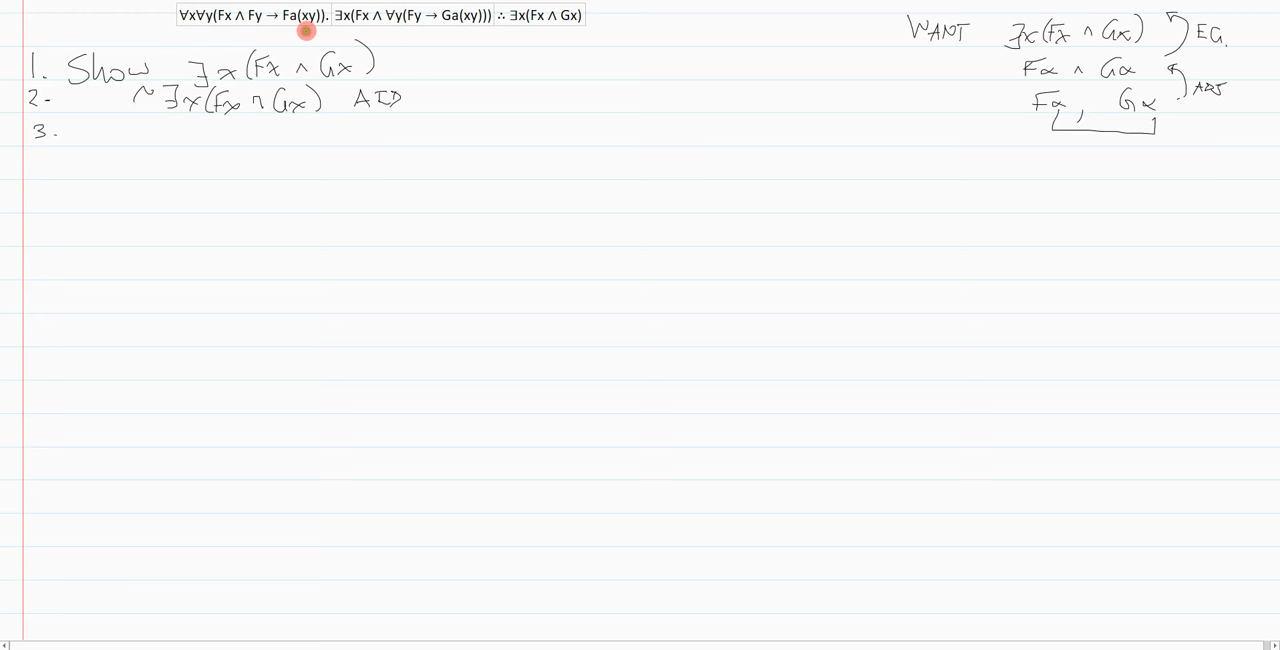 ∀x∀y(Fx ∧ Fy → Fa(xy)). ∃x(Fx ∧ ∀y(Fy → Ga(xy))) ∴ ∃x(Fx ∧ Gx)
WANT ∃x(Fx ∧ Gx) EG.
1. Show ∃x(Fx ∧ Gx)
Fα ∧ Gα ADJ
2. ~∃x(Fx ∧ Gx) AID
Fα, Gα
3.